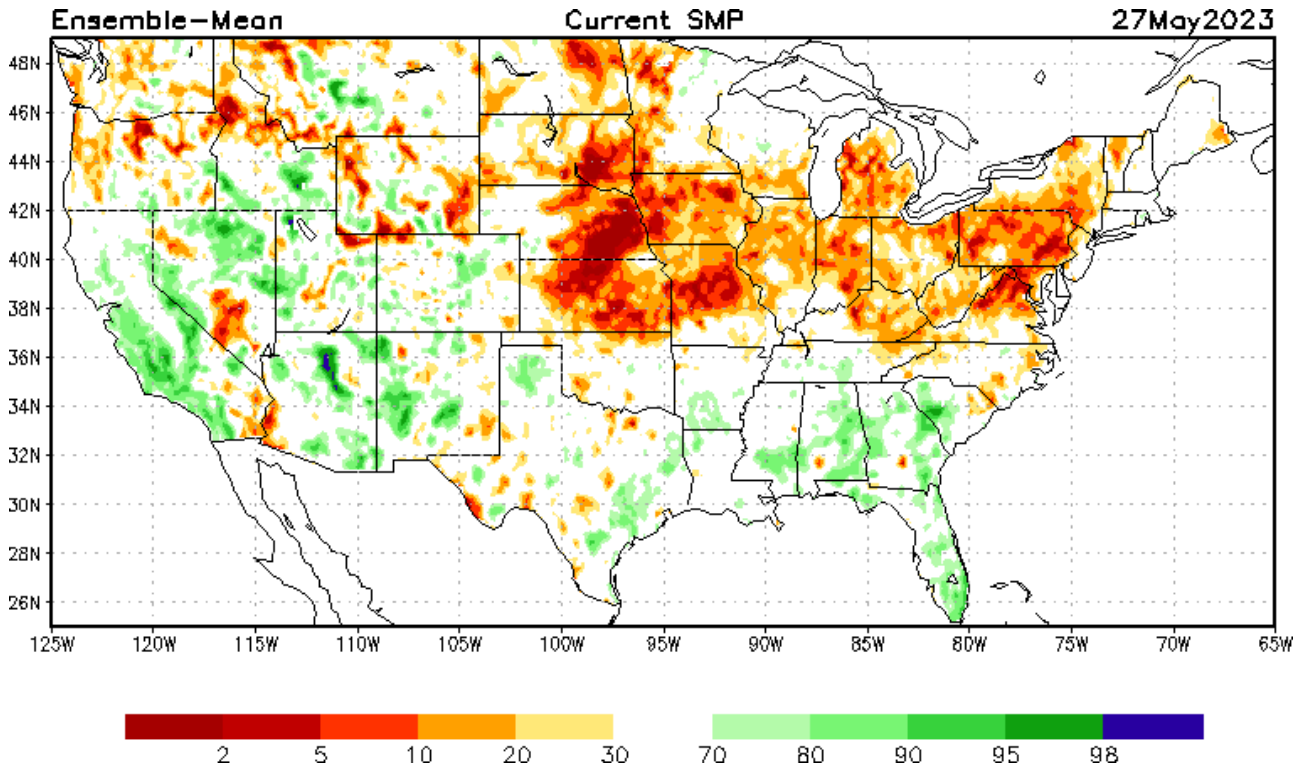 Ensemble-Mean Current SMP 27May2023
48N
46N
44N
42N
40N
38N
36N
34N
32N
30N
28N
26N
125W 120W 115W 110W 105W 100W 95W 90W 85W 80W 75W 70W 65W
2 5 10 20 30 70 80 90 95 98